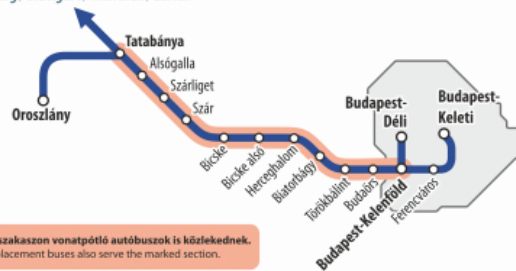 Tatabánya
Alsógalla
Szárliget
Szár
Oroszlány
Bicske
Bicske alsó
Herceghalom
Biatorbágy
Törökbálint
Budaörs
Budapest-Kelenföld
Ferencváros
Budapest-
Déli
Budapest-
Keleti
szakaszon vonatpótló autóbuszok is közlekednek.
buses also serve the marked section.